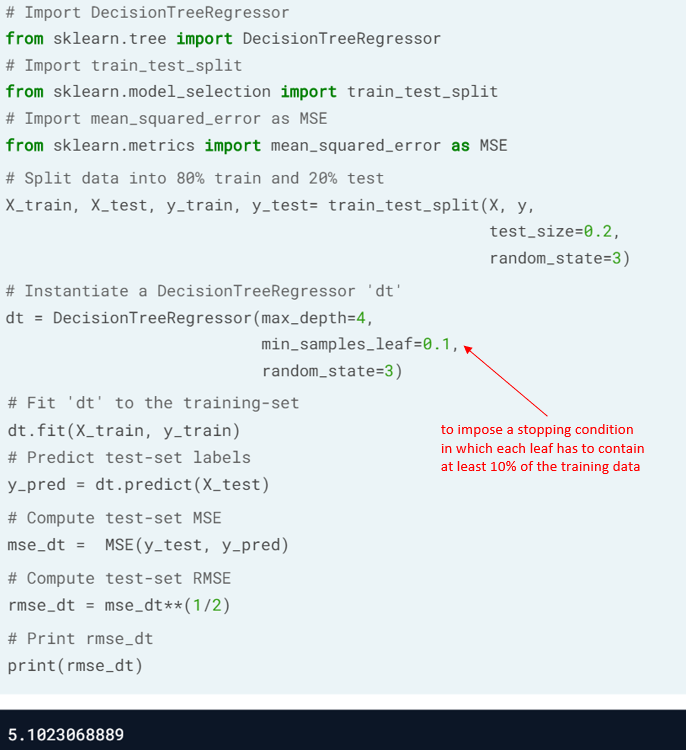 # Import DecisionTreeRegressor
from sklearn.tree import DecisionTreeRegressor
# Import train_test_split
from sklearn.model_selection import train_test_split
# Import mean_squared_error as MSE
from sklearn.metrics import mean_squared_error as MSE
# Split data into 80% train and 20% test
X_train, X_test, y_train, y_test= train_test_split(X, y,
test_size=0.2,
random_state=3)
# Instantiate a DecisionTreeRegressor 'dt'
dt = DecisionTreeRegressor(max_depth=4,
min_samples_leaf=0.1,
random_state=3)
# Fit 'dt' to the training-set
dt.fit(X_train, y_train)
# Predict test-set labels
y_pred = dt.predict(X_test)
# Compute test-set MSE
mse_dt =  MSE(y_test, y_pred)
# Compute test-set RMSE
rmse_dt = mse_dt**(1/2)
# Print rmse_dt
print(rmse_dt)
to impose a stopping condition
in which each leaf has to contain
at least 10% of the training data
5.1023068889